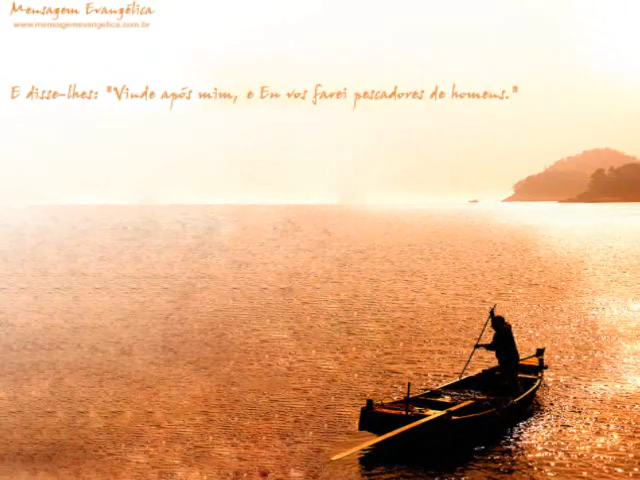 Mensagem Evangélica
www.mensagemevangelica.com.br
E disse-lhes: "Vinde após mim, e Eu vos farei pescadores de homens."